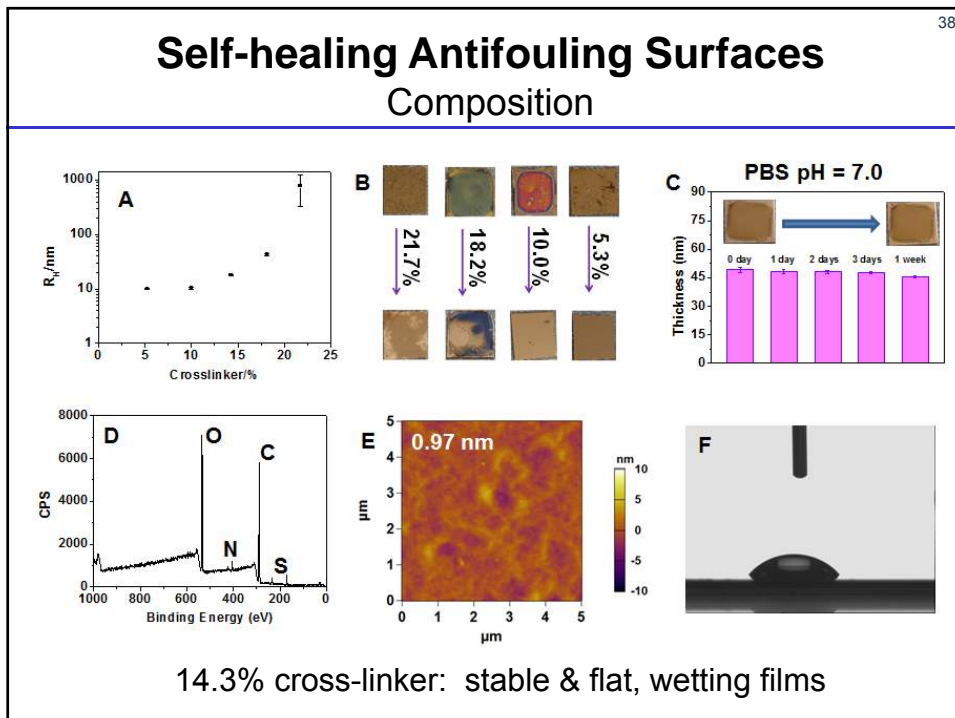 38
Self-healing Antifouling Surfaces
Composition
A
1000
100
10
1
R_H/nm
0 5 10 15 20 25
Crosslinker/%
B
21.7% 18.2% 10.0% 5.3%
C
PBS pH = 7.0
90
75
60
45
30
15
0
Thickness (nm)
0 day 1 day 2 days 3 days 1 week
D O C
N S
8000
6000
4000
2000
0
CPS
1000 800 600 400 200 0
Binding Energy (eV)
E
0.97 nm
5
4
3
2
1
0
µm
0 1 2 3 4 5
µm
nm
10
5
0
-5
-10
F
14.3% cross-linker: stable & flat, wetting films